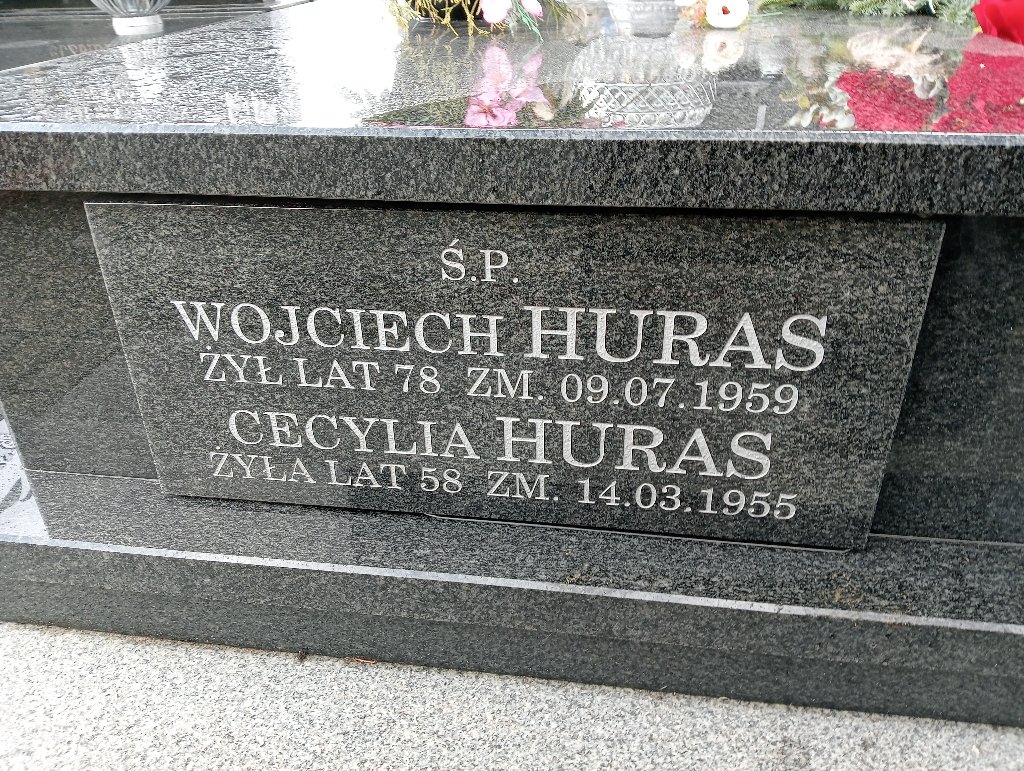 Ś.P.
WOJCIECH HURAS
ŻYŁ LAT 78 ZM. 09.07.1959
CECYLIA HURAS
ŻYŁA LAT 58 ZM. 14.03.1955